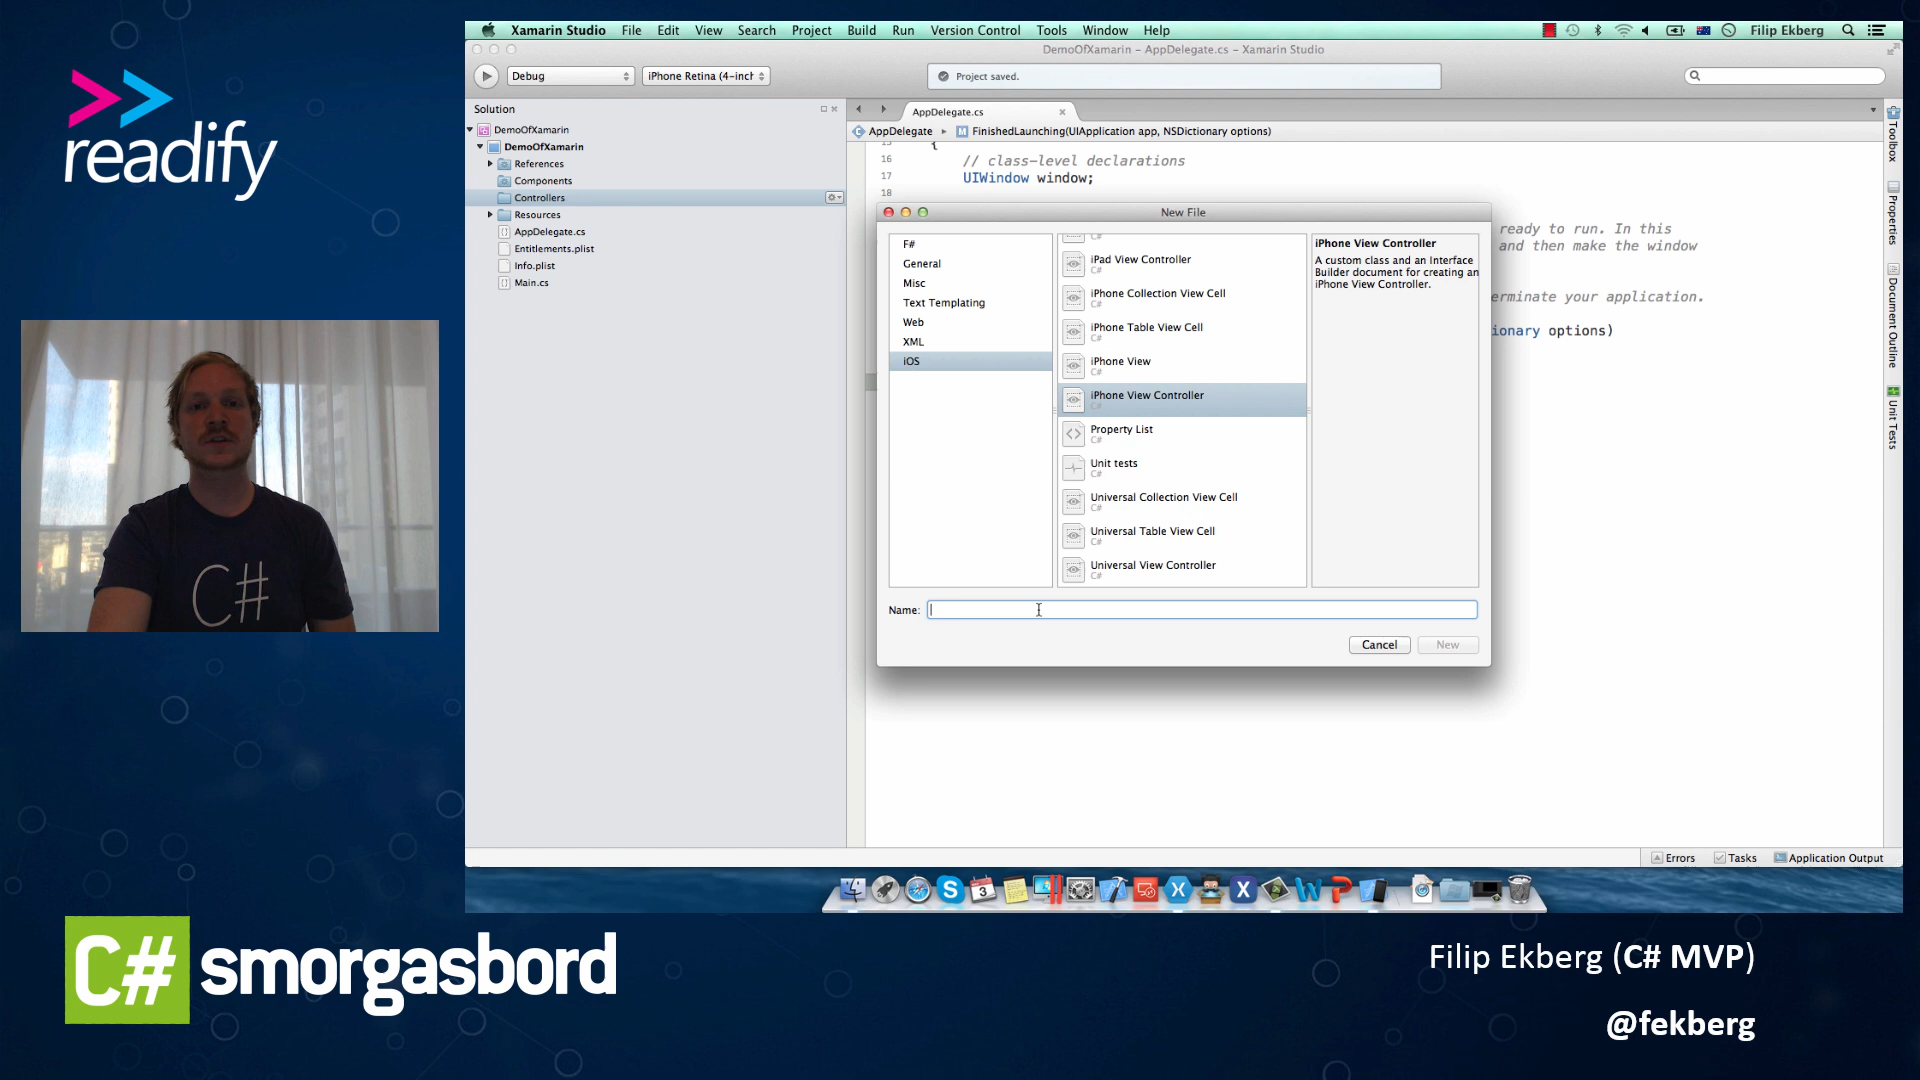 readify
C#
C# smorgasbord
Filip Ekberg (C# MVP)
@fekberg
Xamarin Studio File Edit View Search Project Build Run Version Control Tools Window Help Filip Ekberg
DemoOfXamarin – AppDelegate.cs – Xamarin Studio
Debug iPhone Retina (4-inch Project saved.
Solution
DemoOfXamarin
DemoOfXamarin
References
Components
Controllers
Resources
AppDelegate.cs
Entitlements.plist
Info.plist
Main.cs
AppDelegate.cs
AppDelegate FinishedLaunching(UIApplication app, NSDictionary options)
15 {
16 // class-level declarations
17 UIWindow window;
18
ready to run. In this
and then make the window
erminate your application.
ionary options)
New File
F#
General
Misc
Text Templating
Web
XML
iOS
C#
iPad View Controller
C#
iPhone Collection View Cell
C#
iPhone Table View Cell
C#
iPhone View
C#
iPhone View Controller
C#
Property List
C#
Unit tests
C#
Universal Collection View Cell
C#
Universal Table View Cell
C#
Universal View Controller
C#
iPhone View Controller
A custom class and an Interface
Builder document for creating an
iPhone View Controller.
Name:
Cancel New
Toolbox
Properties
Document Outline
Unit Tests
Errors Tasks Application Output
3